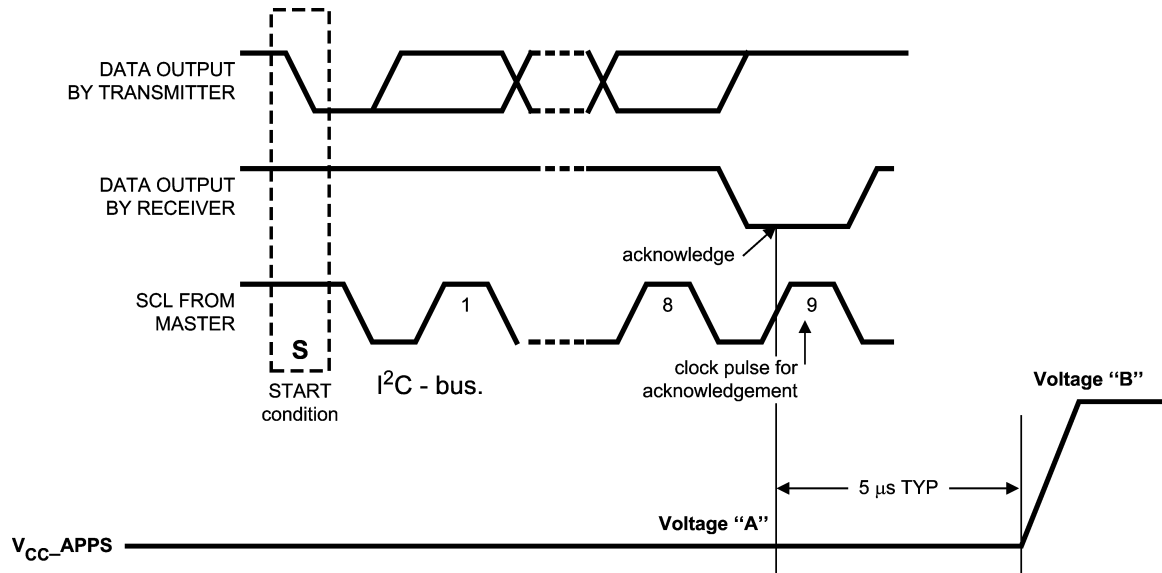 DATA OUTPUT
BY TRANSMITTER
DATA OUTPUT
BY RECEIVER
acknowledge
SCL FROM
MASTER
1
8
9
S
START
condition
I²C - bus.
clock pulse for
acknowledgement
Voltage “B”
5 μs TYP
Voltage “A”
VCC_APPS